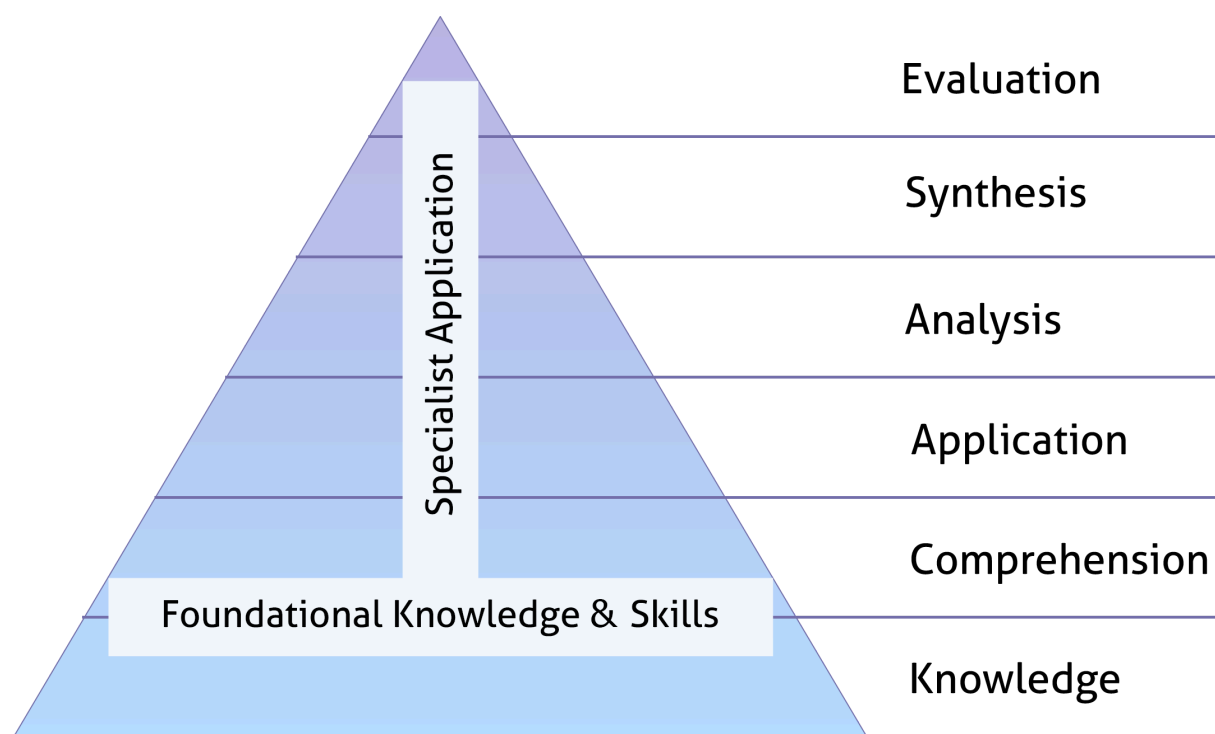 Evaluation
Synthesis
Analysis
Application
Comprehension
Knowledge
Specialist Application
Foundational Knowledge & Skills